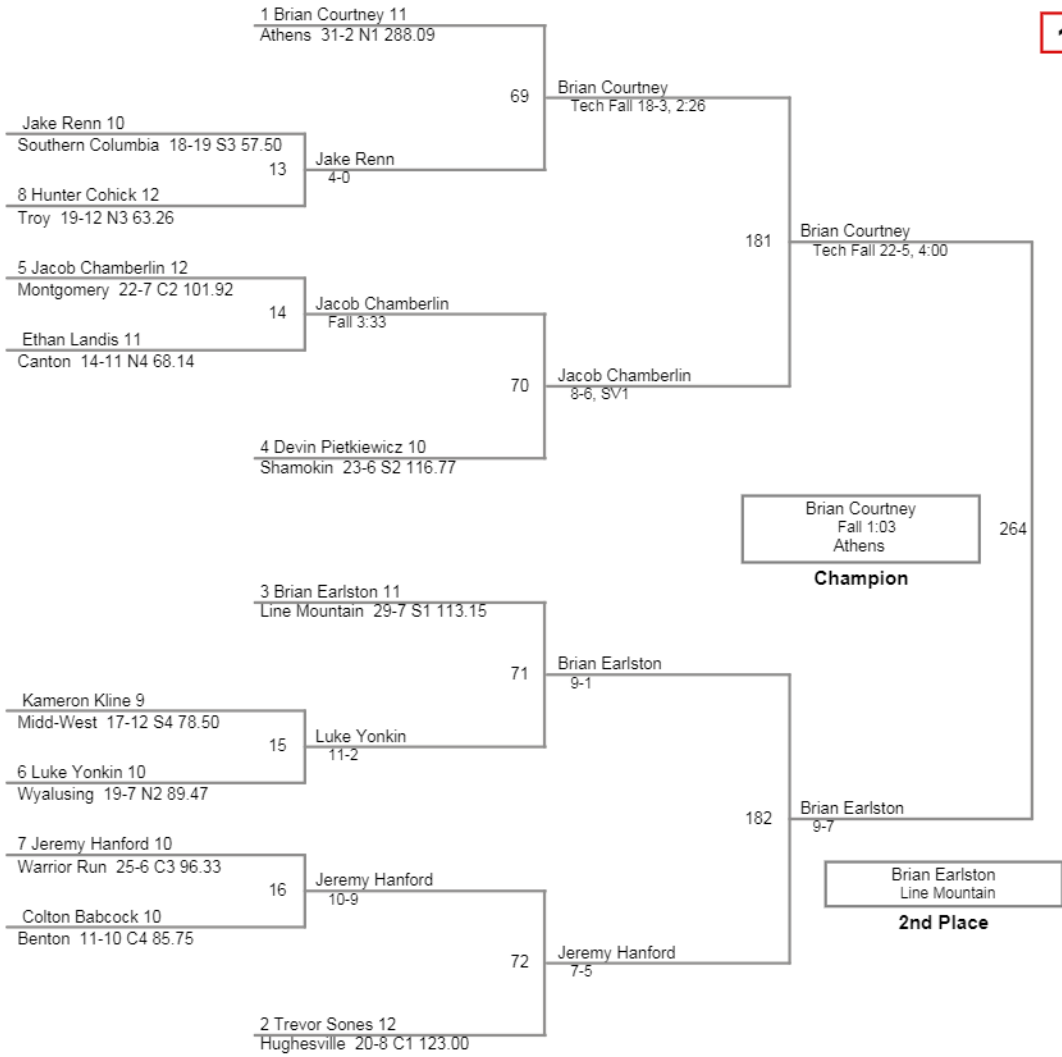 1 Brian Courtney 11
Athens 31-2 N1 288.09
69
Brian Courtney
Tech Fall 18-3, 2:26
Jake Renn 10
Southern Columbia 18-19 S3 57.50
13
Jake Renn
4-0
8 Hunter Cohick 12
Troy 19-12 N3 63.26
181
Brian Courtney
Tech Fall 22-5, 4:00
5 Jacob Chamberlin 12
Montgomery 22-7 C2 101.92
14
Jacob Chamberlin
Fall 3:33
Ethan Landis 11
Canton 14-11 N4 68.14
70
Jacob Chamberlin
8-6, SV1
4 Devin Pietkiewicz 10
Shamokin 23-6 S2 116.77
Brian Courtney
Fall 1:03
Athens
264
Champion
3 Brian Earlston 11
Line Mountain 29-7 S1 113.15
71
Brian Earlston
9-1
Kameron Kline 9
Midd-West 17-12 S4 78.50
15
Luke Yonkin
11-2
6 Luke Yonkin 10
Wyalusing 19-7 N2 89.47
182
Brian Earlston
9-7
7 Jeremy Hanford 10
Warrior Run 25-6 C3 96.33
16
Jeremy Hanford
10-9
Colton Babcock 10
Benton 11-10 C4 85.75
Brian Earlston
Line Mountain
2nd Place
72
Jeremy Hanford
7-5
2 Trevor Sones 12
Hughesville 20-8 C1 123.00